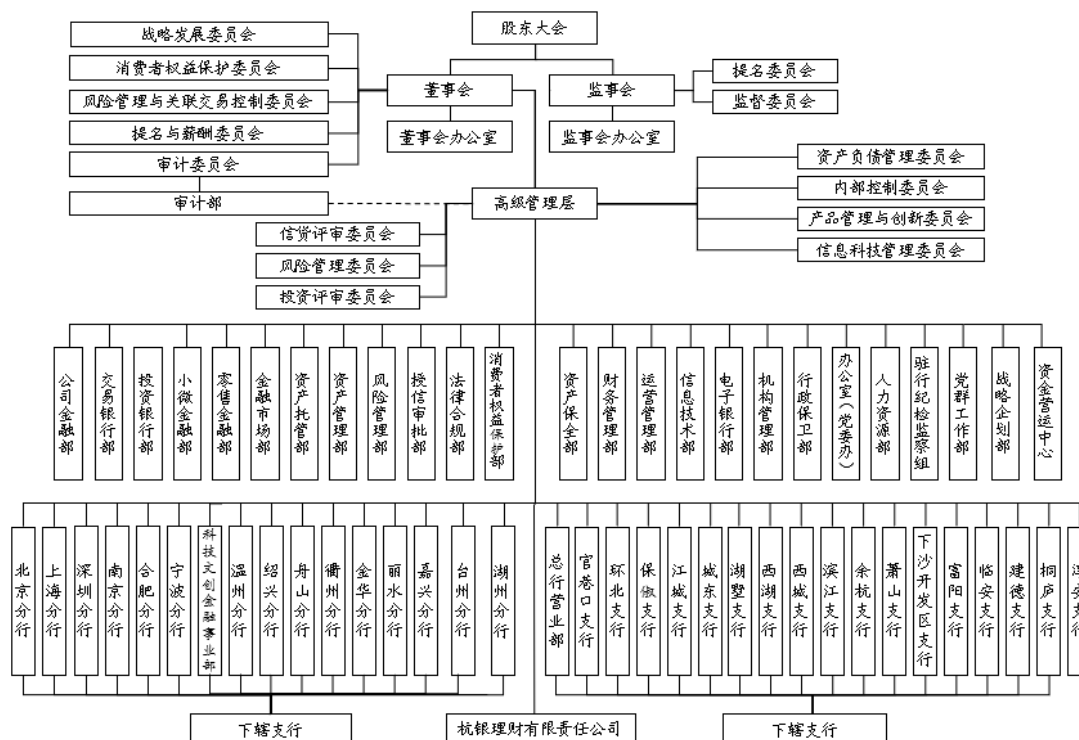 股东大会
战略发展委员会
消费者权益保护委员会
风险管理与关联交易控制委员会
提名与薪酬委员会
审计委员会
审计部
董事会
监事会
董事会办公室
监事会办公室
提名委员会
监督委员会
高级管理层
资产负债管理委员会
内部控制委员会
产品管理与创新委员会
信息科技管理委员会
信贷评审委员会
风险管理委员会
投资评审委员会
公司金融部
交易银行部
投资银行部
小微金融部
零售金融部
金融市场部
资产托管部
资产管理部
风险管理部
授信审批部
法律合规部
消费者权益保护部
资产保全部
财务管理部
运营管理部
信息技术部
电子银行部
机构管理部
行政保卫部
办公室(党委办)
人力资源部
驻行纪检监察组
党群工作部
战略企划部
资金营运中心
北京分行
上海分行
深圳分行
南京分行
合肥分行
宁波分行
科技文创金融事业部
温州分行
绍兴分行
舟山分行
衢州分行
金华分行
丽水分行
嘉兴分行
台州分行
湖州分行
总行营业部
官巷口支行
环北支行
保俶支行
江城支行
城东支行
湖墅支行
西湖支行
西城支行
滨江支行
余杭支行
萧山支行
下沙开发区支行
富阳支行
临安支行
建德支行
桐庐支行
下辖支行
杭银理财有限责任公司
下辖支行